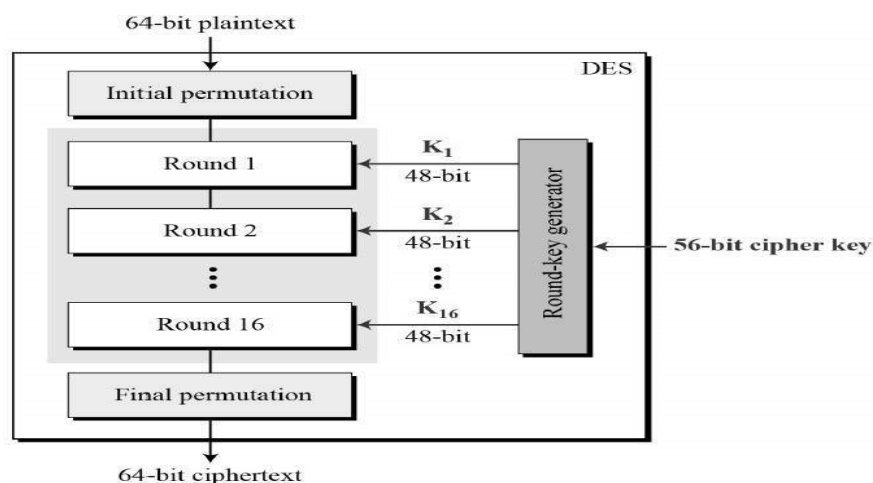 64-bit plaintext
DES
Initial permutation
Round 1
K₁
48-bit
Round 2
K₂
48-bit
Round 16
K₁₆
48-bit
Round-key generator
56-bit cipher key
Final permutation
64-bit ciphertext